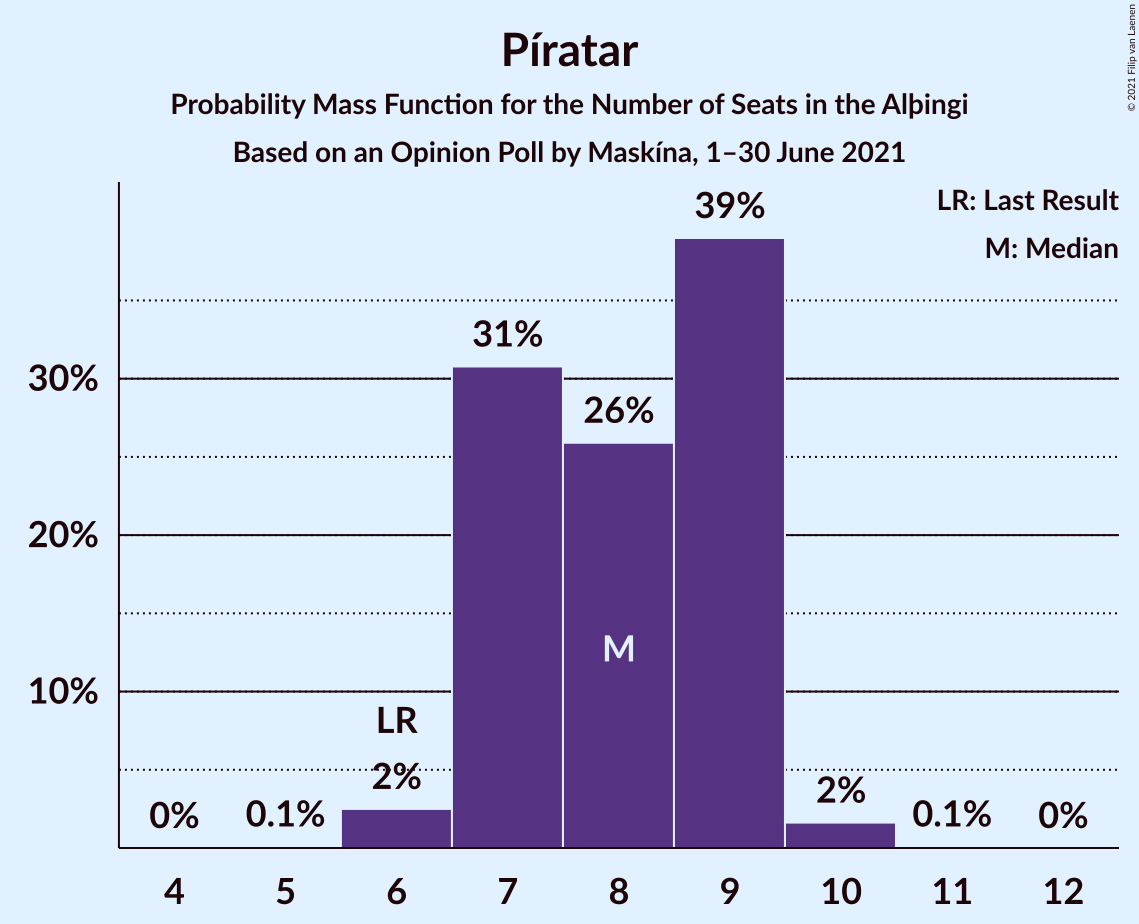 Píratar
Probability Mass Function for the Number of Seats in the Alþingi
Based on an Opinion Poll by Maskína, 1–30 June 2021
© 2021 Filip van Laenen
LR: Last Result
M: Median
39%
31%
26%
30%
20%
10%
M
LR
0%
0.1%
2%
2%
0.1%
0%
4 5 6 7 8 9 10 11 12